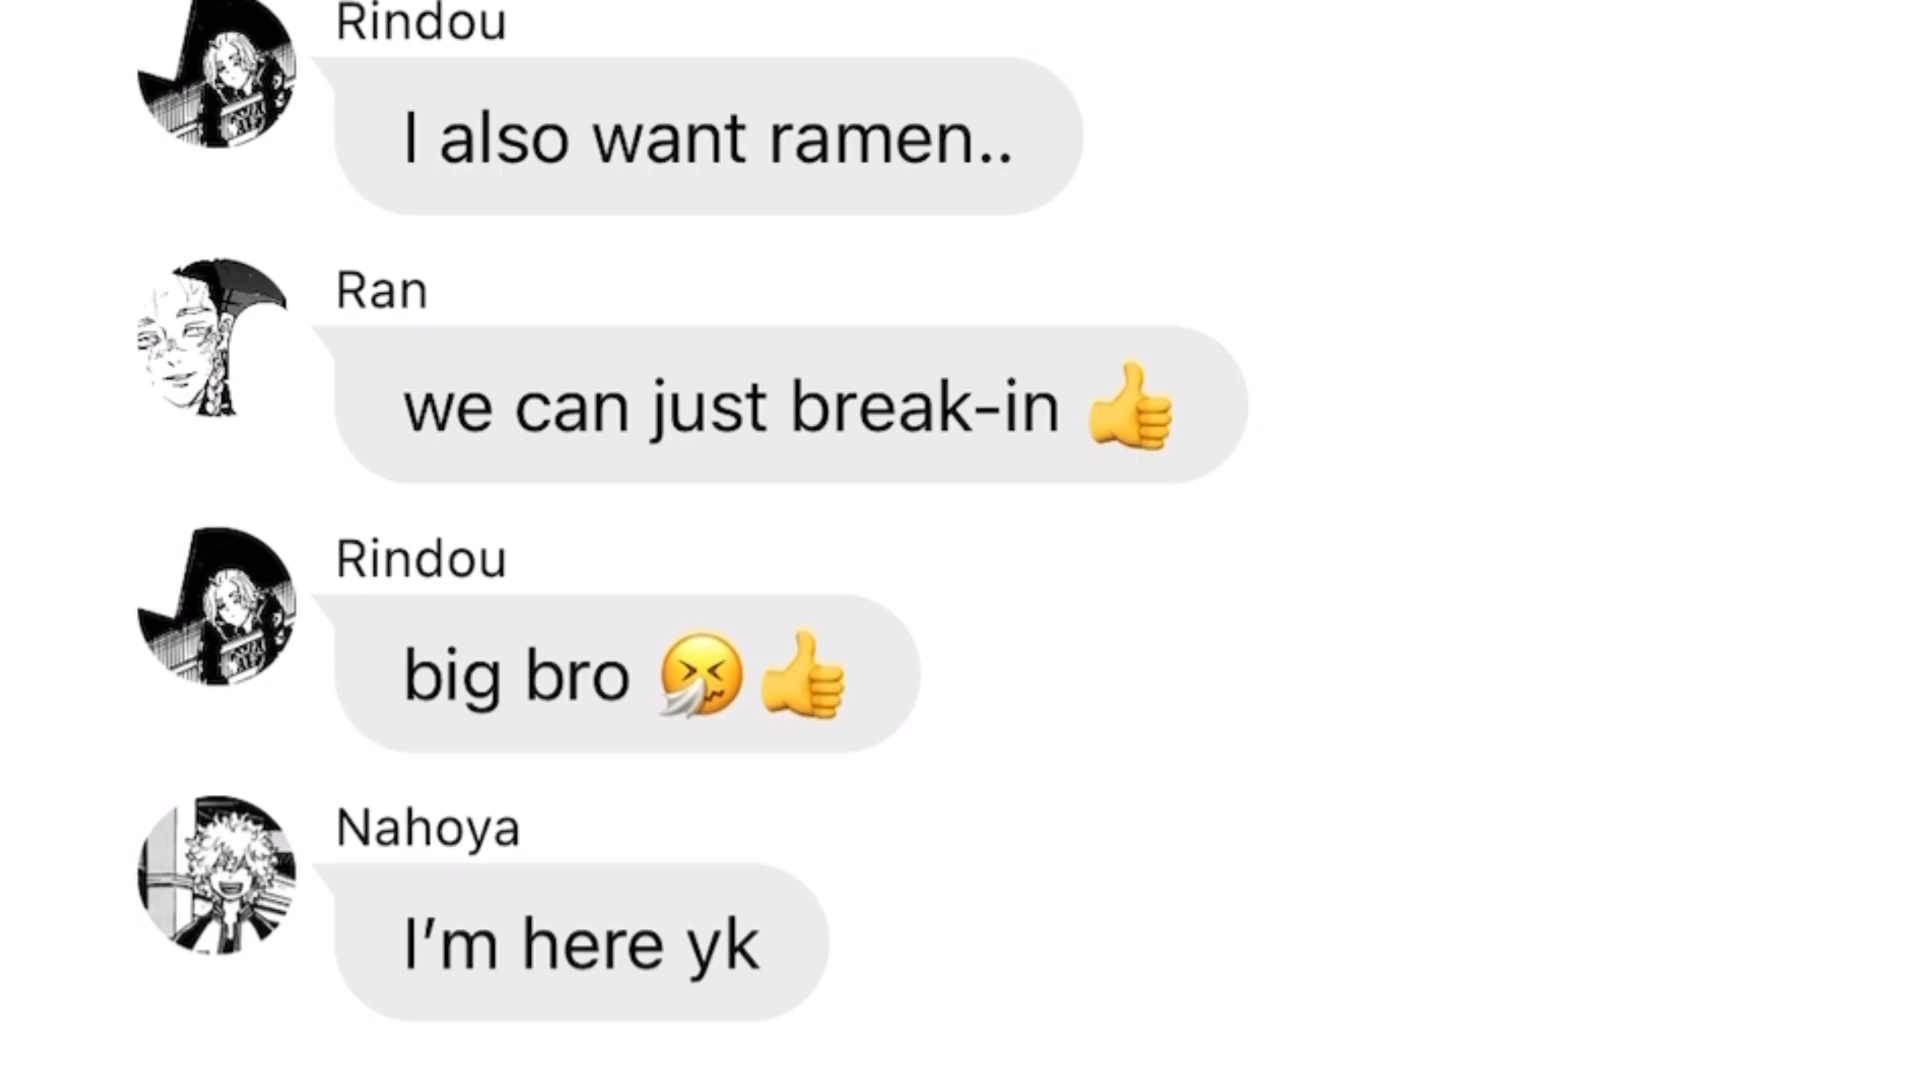 Rindou
I also want ramen..
Ran
we can just break-in 👍
Rindou
big bro 🤧👍
Nahoya
I'm here yk